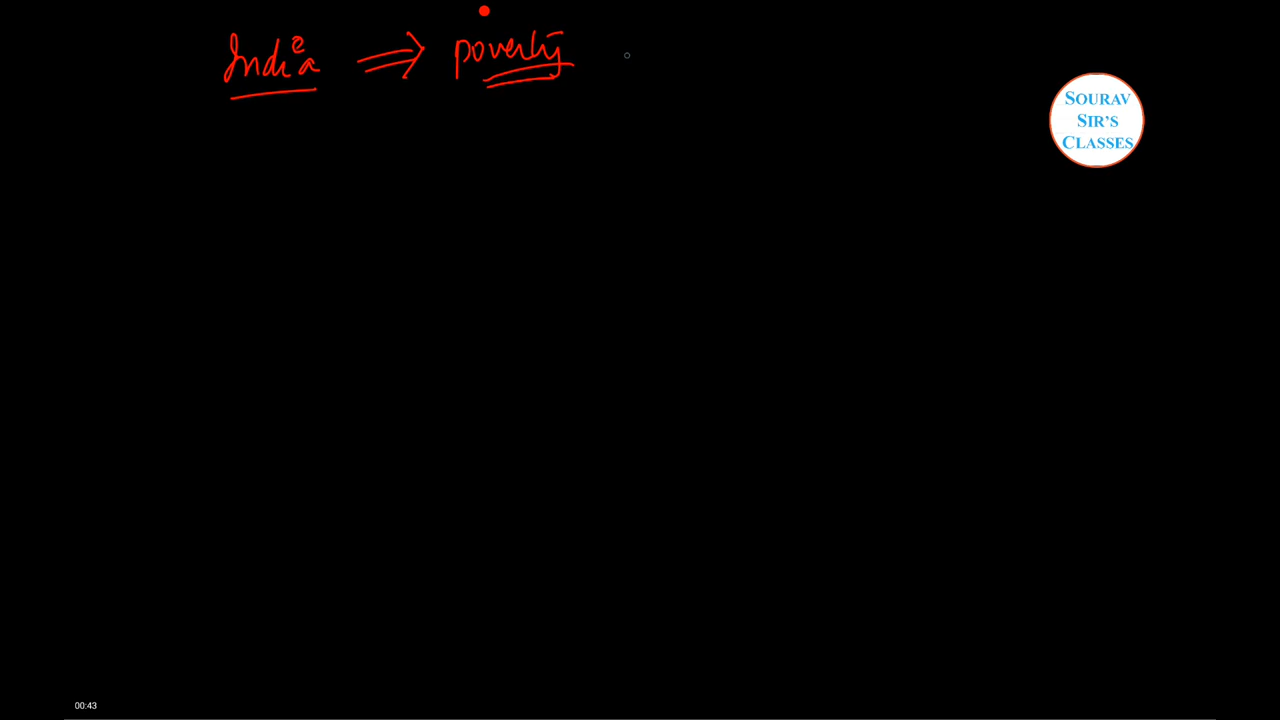 India ⇒ poverty
SOURAV
SIR'S
CLASSES
00:43